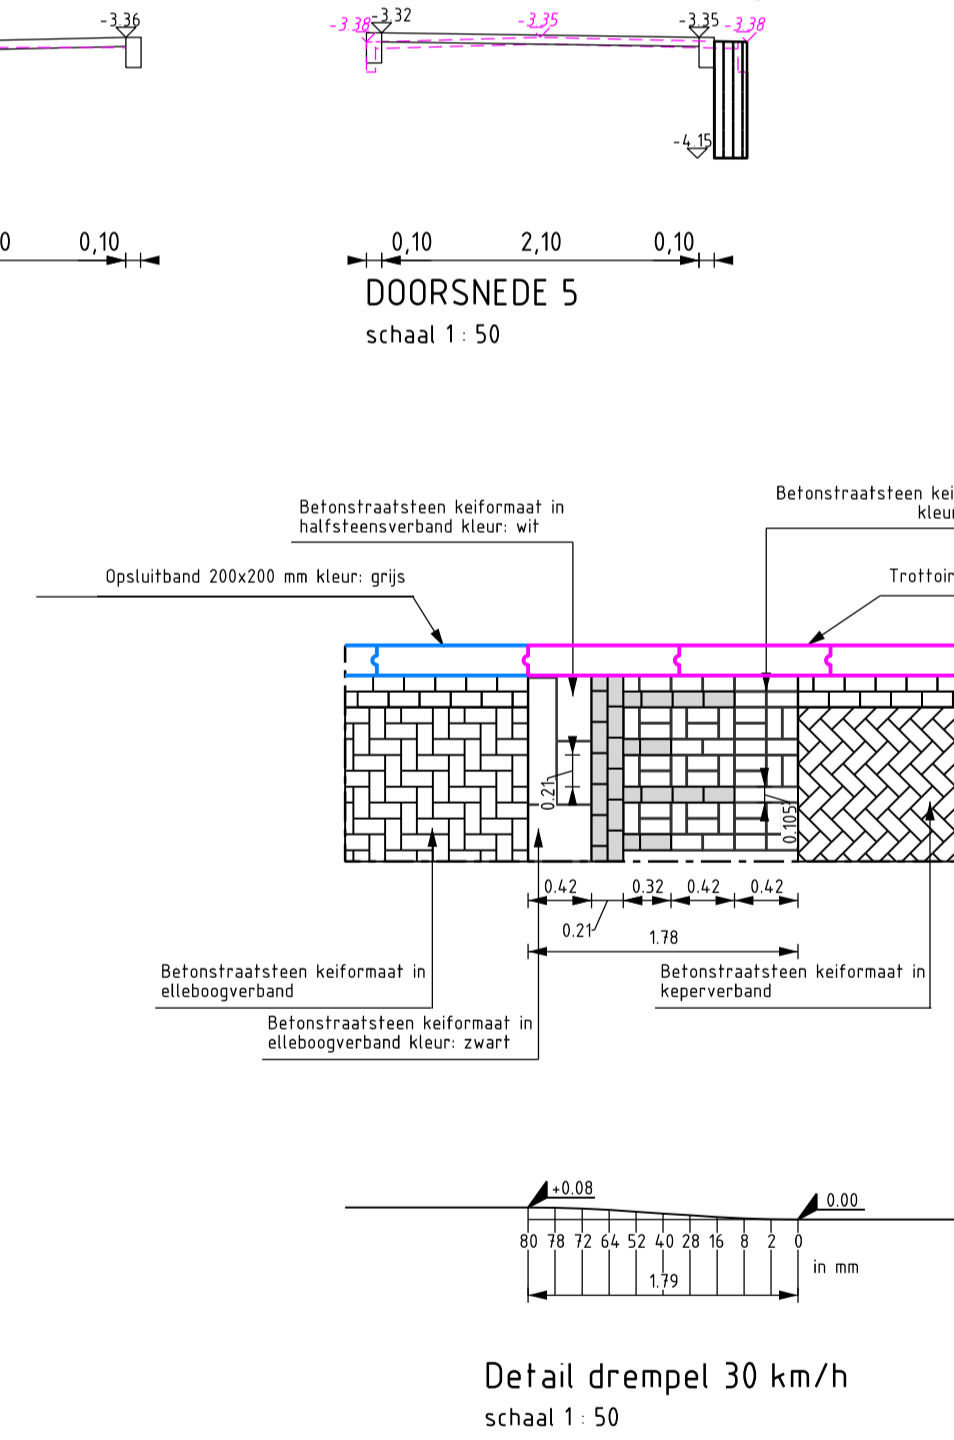 -3.36
-3.38
-3.32
-3.35
-3.35
-3.38
-4.15
0
0,10
0,10
2,10
0,10
DOORSNEDE 5
schaal 1 : 50
Betonstraatsteen keiformaat in
halfsteensverband kleur: wit
Betonstraatsteen kei
kleur
Opsluitband 200x200 mm kleur: grijs
Trottoir
0.21
0.105
0.42
0.32
0.42
0.42
0.21
1.78
Betonstraatsteen keiformaat in
elleboogverband
Betonstraatsteen keiformaat in
keperverband
Betonstraatsteen keiformaat in
elleboogverband kleur: zwart
+0.08
0.00
80 78 72 64 52 40 28 16 8 2 0
in mm
1.79
Detail drempel 30 km/h
schaal 1 : 50